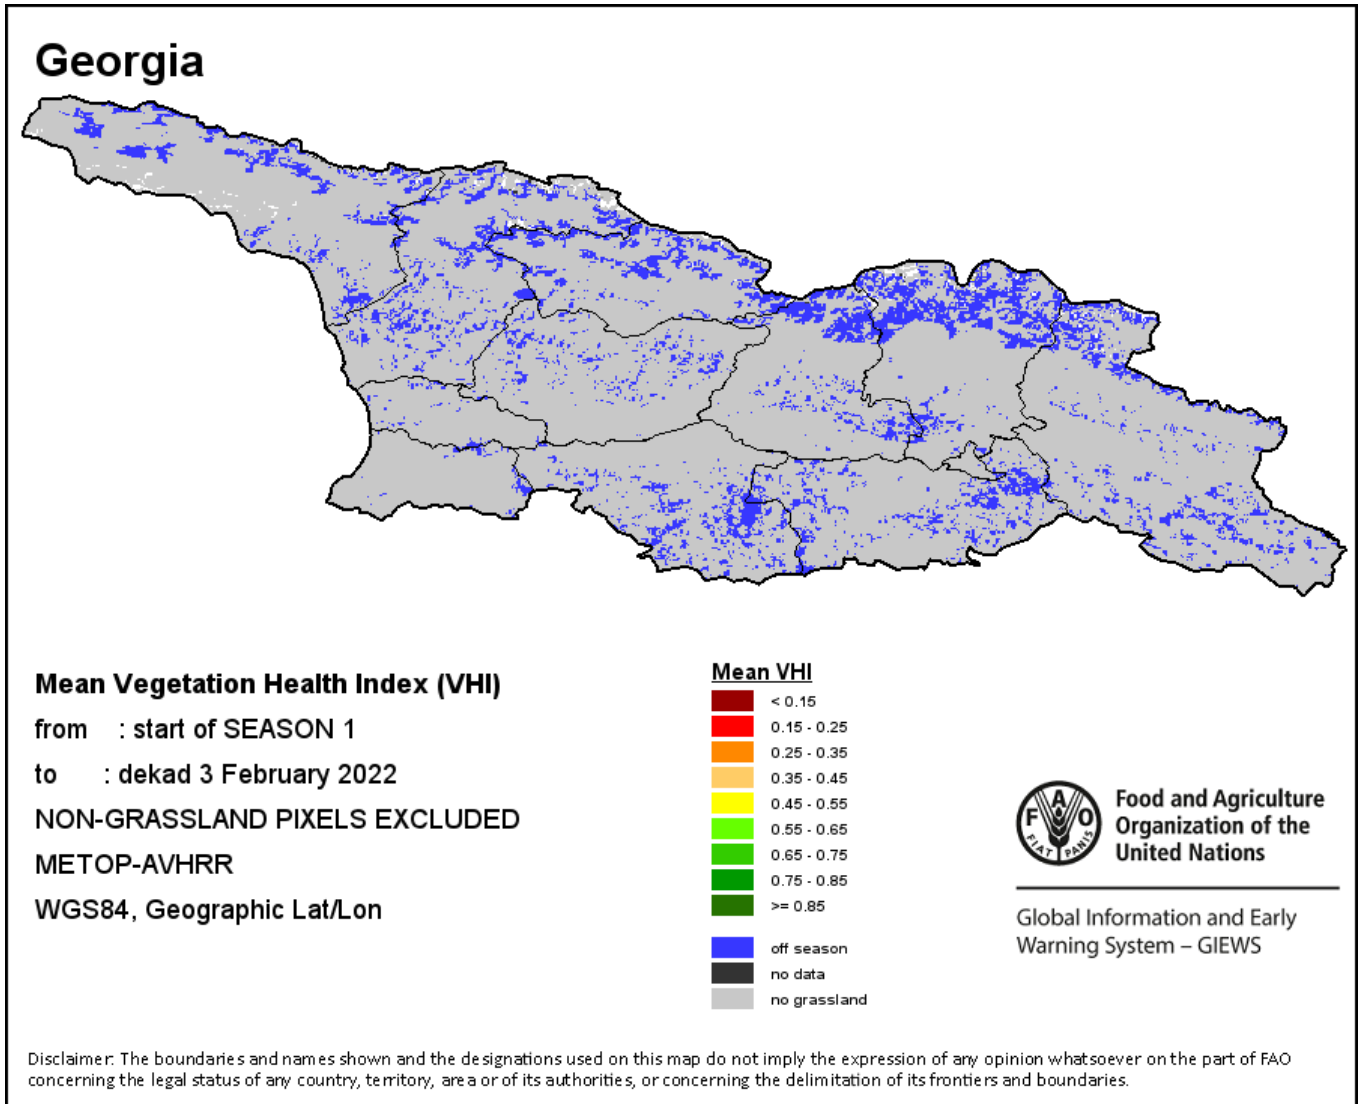 Georgia
Mean Vegetation Health Index (VHI)
from : start of SEASON 1
to : dekad 3 February 2022
NON-GRASSLAND PIXELS EXCLUDED
METOP-AVHRR
WGS84, Geographic Lat/Lon
Mean VHI
< 0.15
0.15 - 0.25
0.25 - 0.35
0.35 - 0.45
0.45 - 0.55
0.55 - 0.65
0.65 - 0.75
0.75 - 0.85
>= 0.85
off season
no data
no grassland
F A O
FIAT PANIS
Food and Agriculture
Organization of the
United Nations
Global Information and Early
Warning System – GIEWS
Disclaimer: The boundaries and names shown and the designations used on this map do not imply the expression of any opinion whatsoever on the part of FAO
concerning the legal status of any country, territory, area or of its authorities, or concerning the delimitation of its frontiers and boundaries.